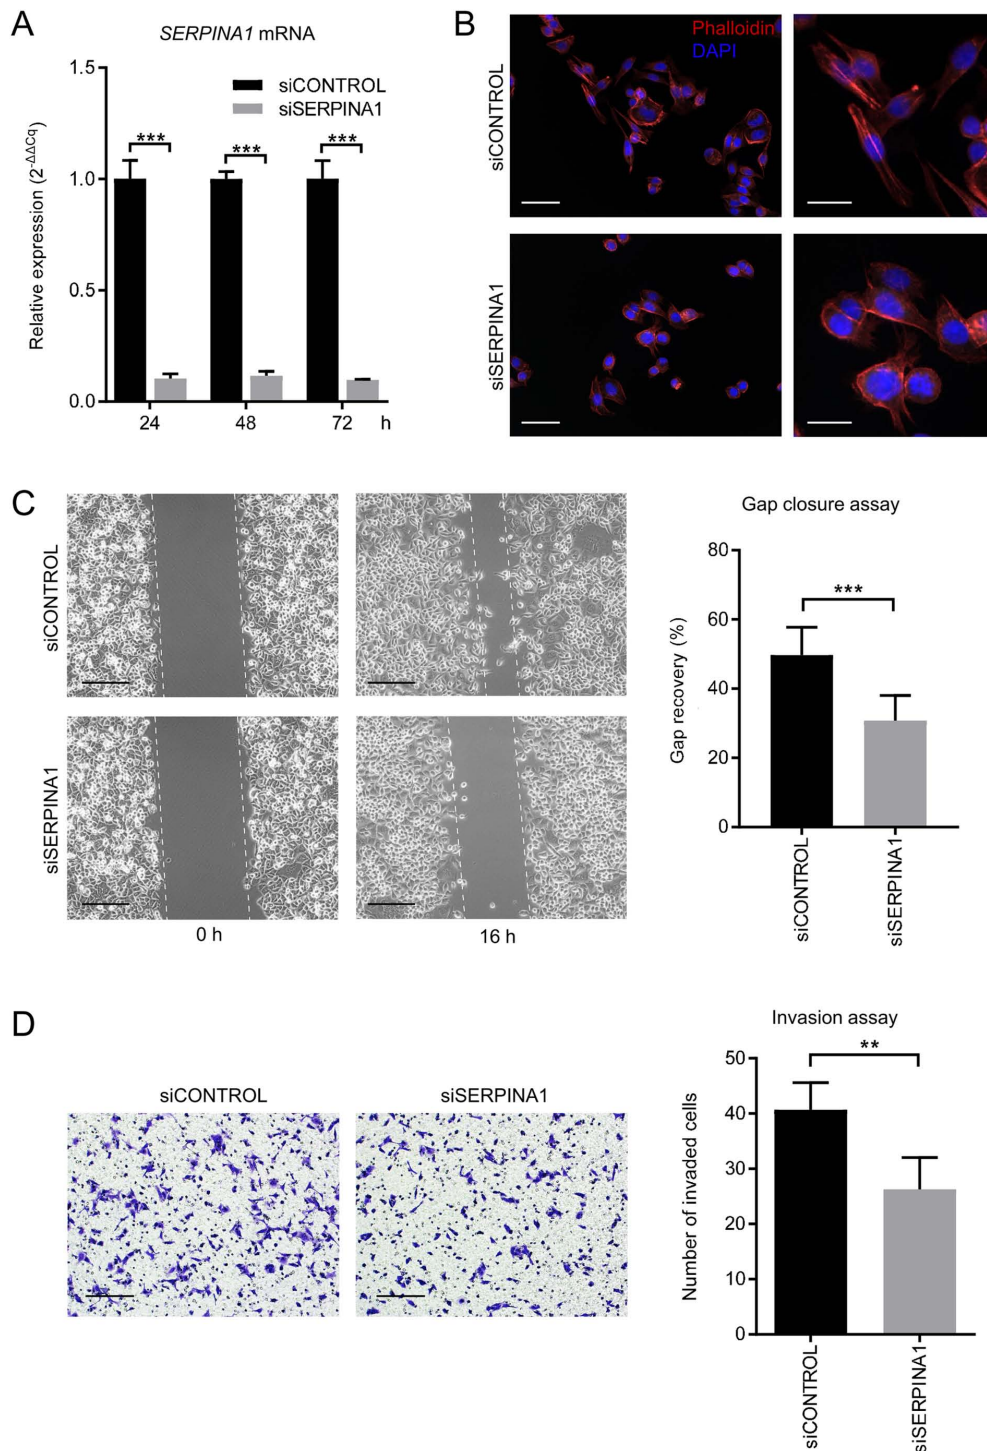 A
SERPINA1 mRNA
siCONTROL
siSERPINA1
Relative expression (2-ΔΔCq)
1.5
1.0
0.5
0.0
***
***
***
24
48
72
h
B
Phalloidin
DAPI
siCONTROL
siSERPINA1
C
siCONTROL
siSERPINA1
0 h
16 h
Gap closure assay
Gap recovery (%)
80
60
40
20
0
***
siCONTROL
siSERPINA1
D
siCONTROL
siSERPINA1
Invasion assay
Number of invaded cells
50
40
30
20
10
0
**
siCONTROL
siSERPINA1